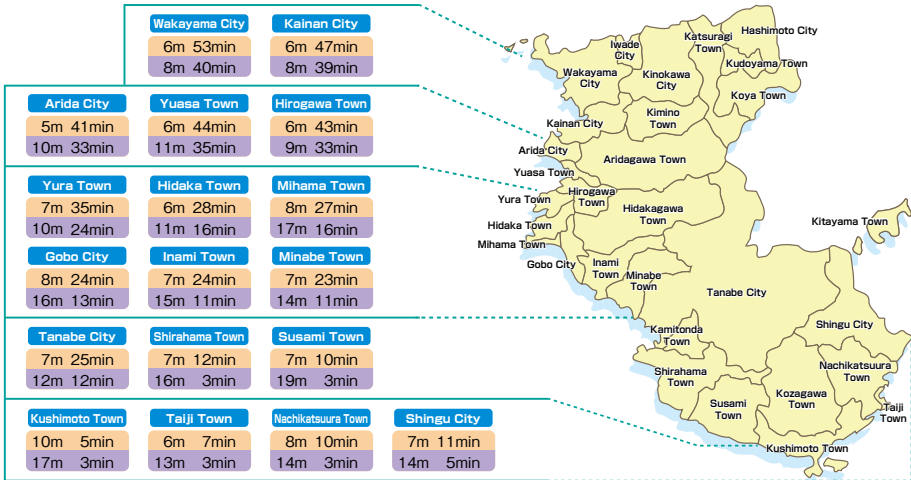 Wakayama City Kainan City
6m 53min 6m 47min
8m 40min 8m 39min
Arida City Yuasa Town Hirogawa Town
5m 41min 6m 44min 6m 43min
10m 33min 11m 35min 9m 33min
Yura Town Hidaka Town Mihama Town
7m 35min 6m 28min 8m 27min
10m 24min 11m 16min 17m 16min
Gobo City Inami Town Minabe Town
8m 24min 7m 24min 7m 23min
16m 13min 15m 11min 14m 11min
Tanabe City Shirahama Town Susami Town
7m 25min 7m 12min 7m 10min
12m 12min 16m 3min 19m 3min
Kushimoto Town Taiji Town Nachikatsuura Town Shingu City
10m 5min 6m 7min 8m 10min 7m 11min
17m 3min 13m 3min 14m 3min 14m 5min
Hashimoto City
Katsuragi
Town
Iwade
City
Kudoyama Town
Wakayama
City
Kinokawa
City
Koya Town
Kimino
Town
Kainan City
Arida City
Aridagawa Town
Yuasa Town
Hirogawa
Town
Yura Town
Hidakagawa
Town
Kitayama Town
Hidaka Town
Mihama Town
Gobo City
Inami
Town
Minabe
Town
Tanabe City
Kamitonda
Town
Shingu City
Shirahama
Town
Nachikatsuura
Town
Susami
Town
Kozagawa
Town
Taiji
Town
Kushimoto Town